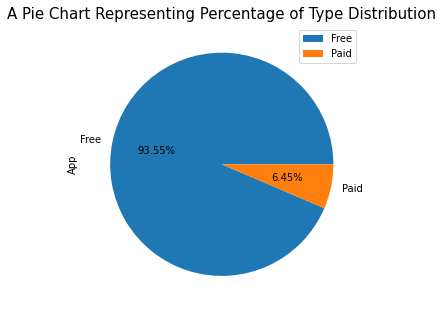 A Pie Chart Representing Percentage of Type Distribution
Free
Paid
Free
93.55%
App
6.45%
Paid